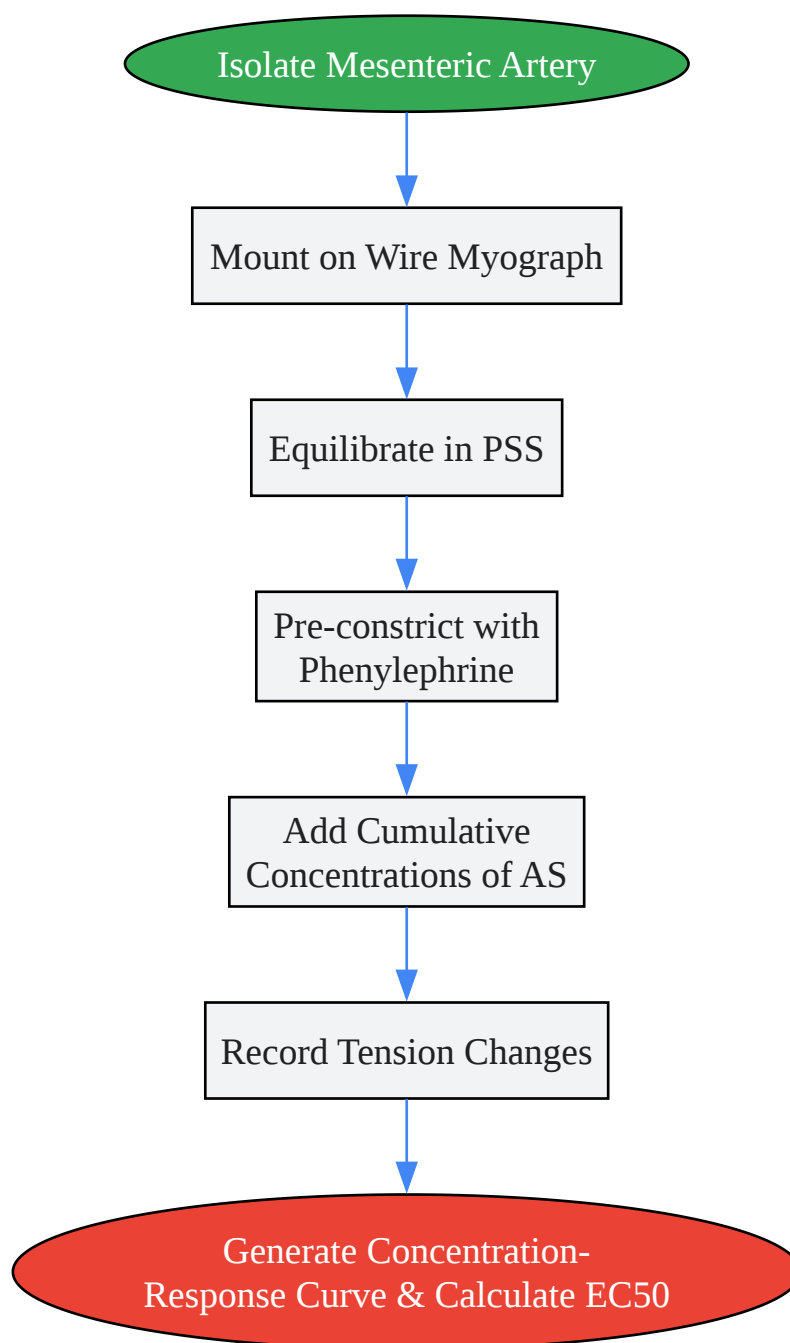 Isolate Mesenteric Artery
Mount on Wire Myograph
Equilibrate in PSS
Pre-constrict with
Phenylephrine
Add Cumulative
Concentrations of AS
Record Tension Changes
Generate Concentration-
Response Curve & Calculate EC50